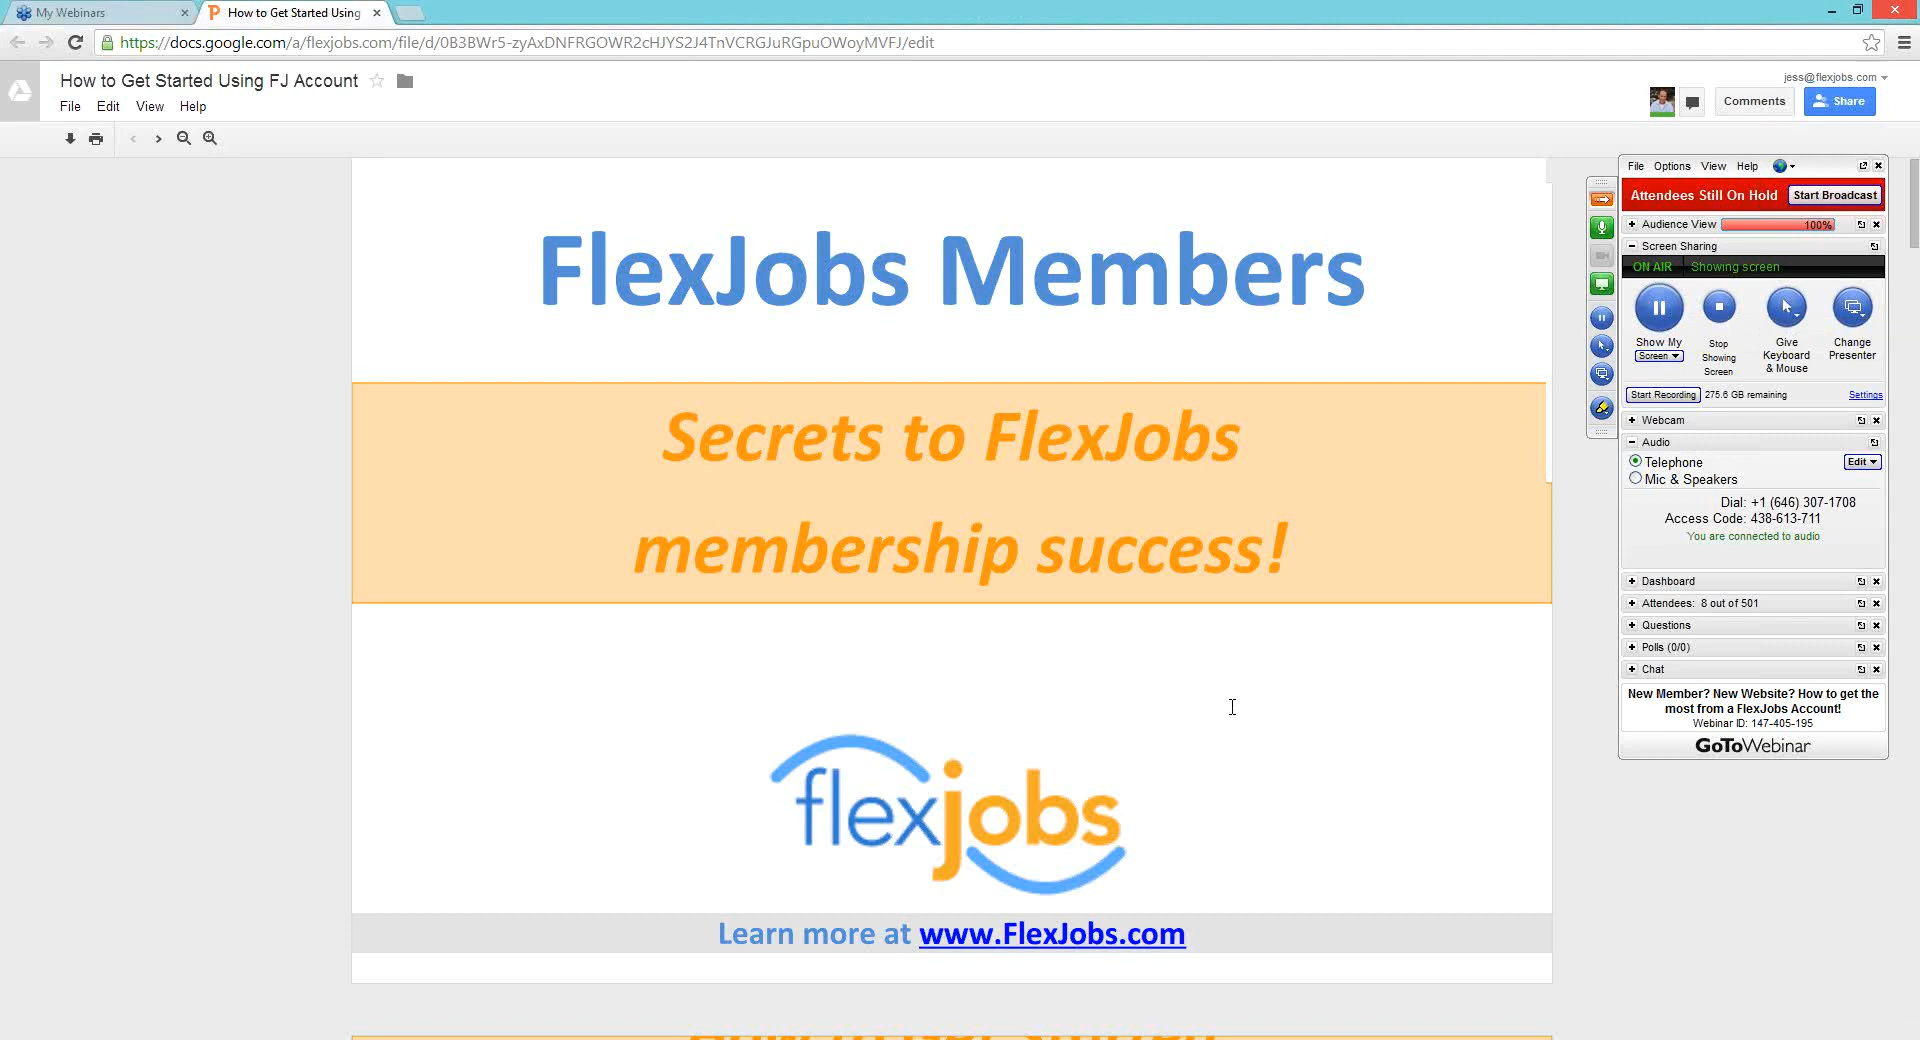 My Webinars
How to Get Started Using
https://docs.google.com/a/flexjobs.com/file/d/0B3BWr5-zyAxDNFRGOWR2cHJYS2J4TnVCRGJuRGpuOWoyMVFJ/edit
How to Get Started Using FJ Account
jess@flexjobs.com
File Edit View Help
Comments
Share
FlexJobs Members
Secrets to FlexJobs
membership success!
flexjobs
Learn more at www.FlexJobs.com
How to Get Started
File Options View Help
Attendees Still On Hold Start Broadcast
Audience View 100%
Screen Sharing
ON AIR Showing screen
Show My
Screen
Stop
Showing
Screen
Give
Keyboard
& Mouse
Change
Presenter
Start Recording 275.6 GB remaining Settings
Webcam
Audio
Telephone Edit
Mic & Speakers
Dial: +1 (646) 307-1708
Access Code: 438-613-711
You are connected to audio
Dashboard
Attendees: 8 out of 501
Questions
Polls (0/0)
Chat
New Member? New Website? How to get the
most from a FlexJobs Account!
Webinar ID: 147-405-195
GoToWebinar